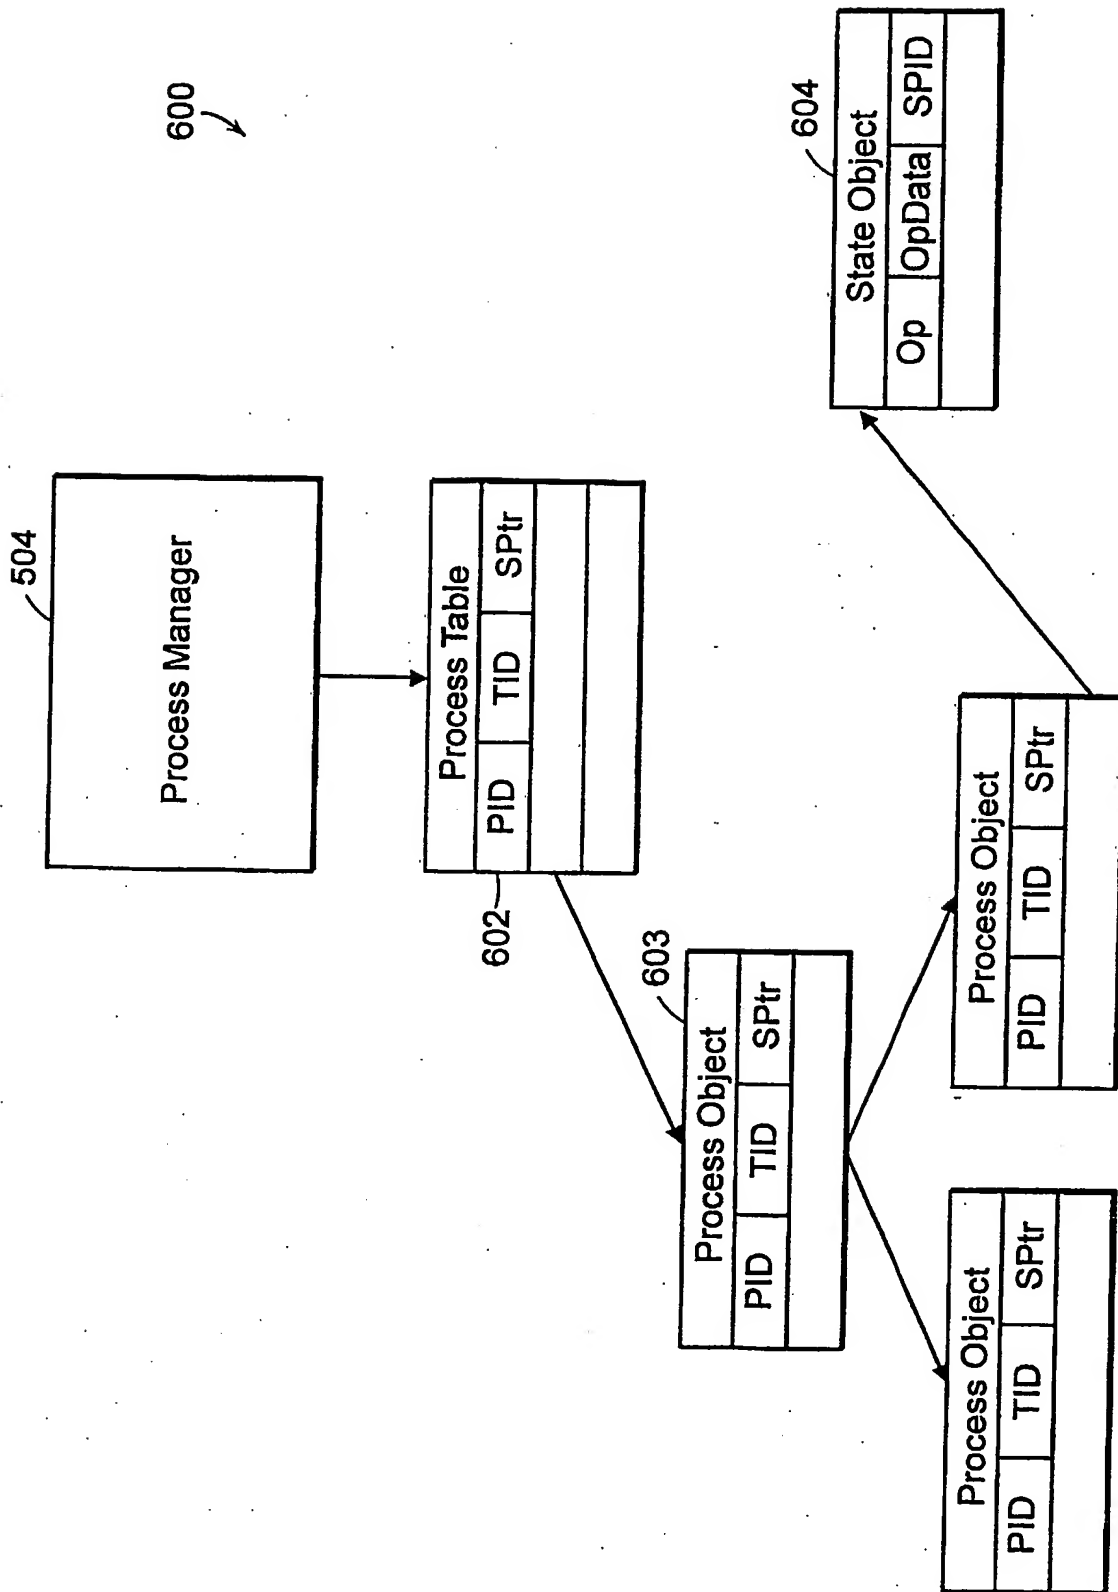 600
504
Process Manager
Process Table
PID TID SPtr
602
603
Process Object
PID TID SPtr
604
State Object
Op OpData SPID
Process Object
PID TID SPtr
Process Object
PID TID SPtr